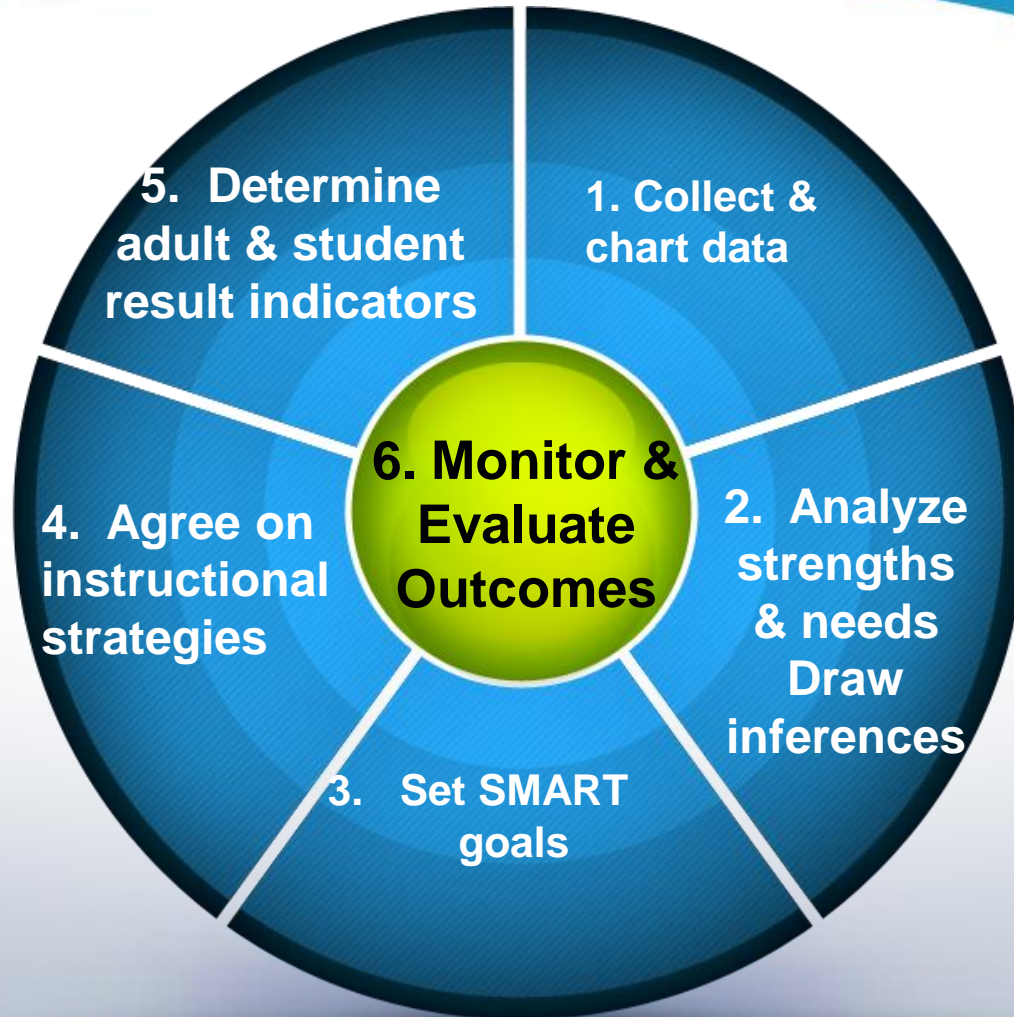 1. Collect &
chart data
2. Analyze
strengths
& needs
Draw
inferences
3. Set SMART
goals
4. Agree on
instructional
strategies
5. Determine
adult & student
result indicators
6. Monitor &
Evaluate
Outcomes